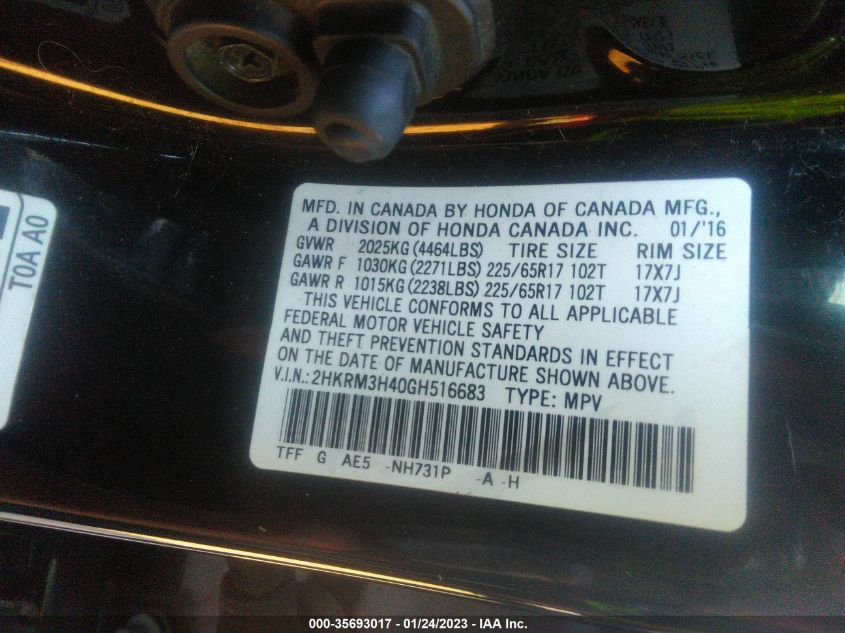 MFD. IN CANADA BY HONDA OF CANADA MFG.,
A DIVISION OF HONDA CANADA INC. 01/'16
GVWR 2025KG (4464LBS) TIRE SIZE RIM SIZE
GAWR F 1030KG (2271LBS) 225/65R17 102T 17X7J
GAWR R 1015KG (2238LBS) 225/65R17 102T 17X7J
THIS VEHICLE CONFORMS TO ALL APPLICABLE
FEDERAL MOTOR VEHICLE SAFETY
AND THEFT PREVENTION STANDARDS IN EFFECT
ON THE DATE OF MANUFACTURE SHOWN ABOVE.
V.I.N.: 2HKRM3H40GH516683 TYPE: MPV
TFF G AE5 -NH731P -A -H
T0A A0
000-35693017 - 01/24/2023 - IAA Inc.